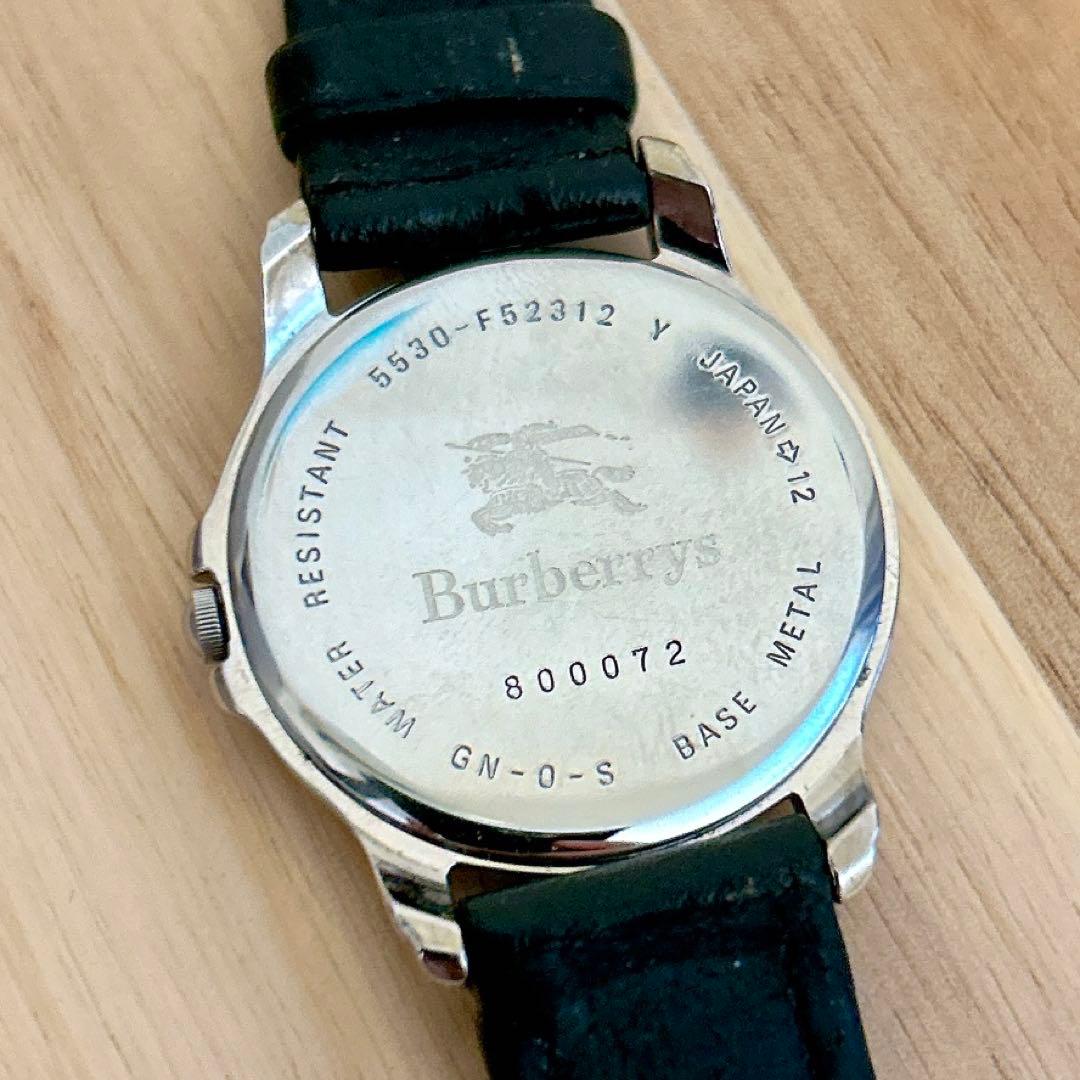 5530-F52312 Y JAPAN⇨12
WATER RESISTANT
Burberrys
800072
GN-0-S BASE METAL